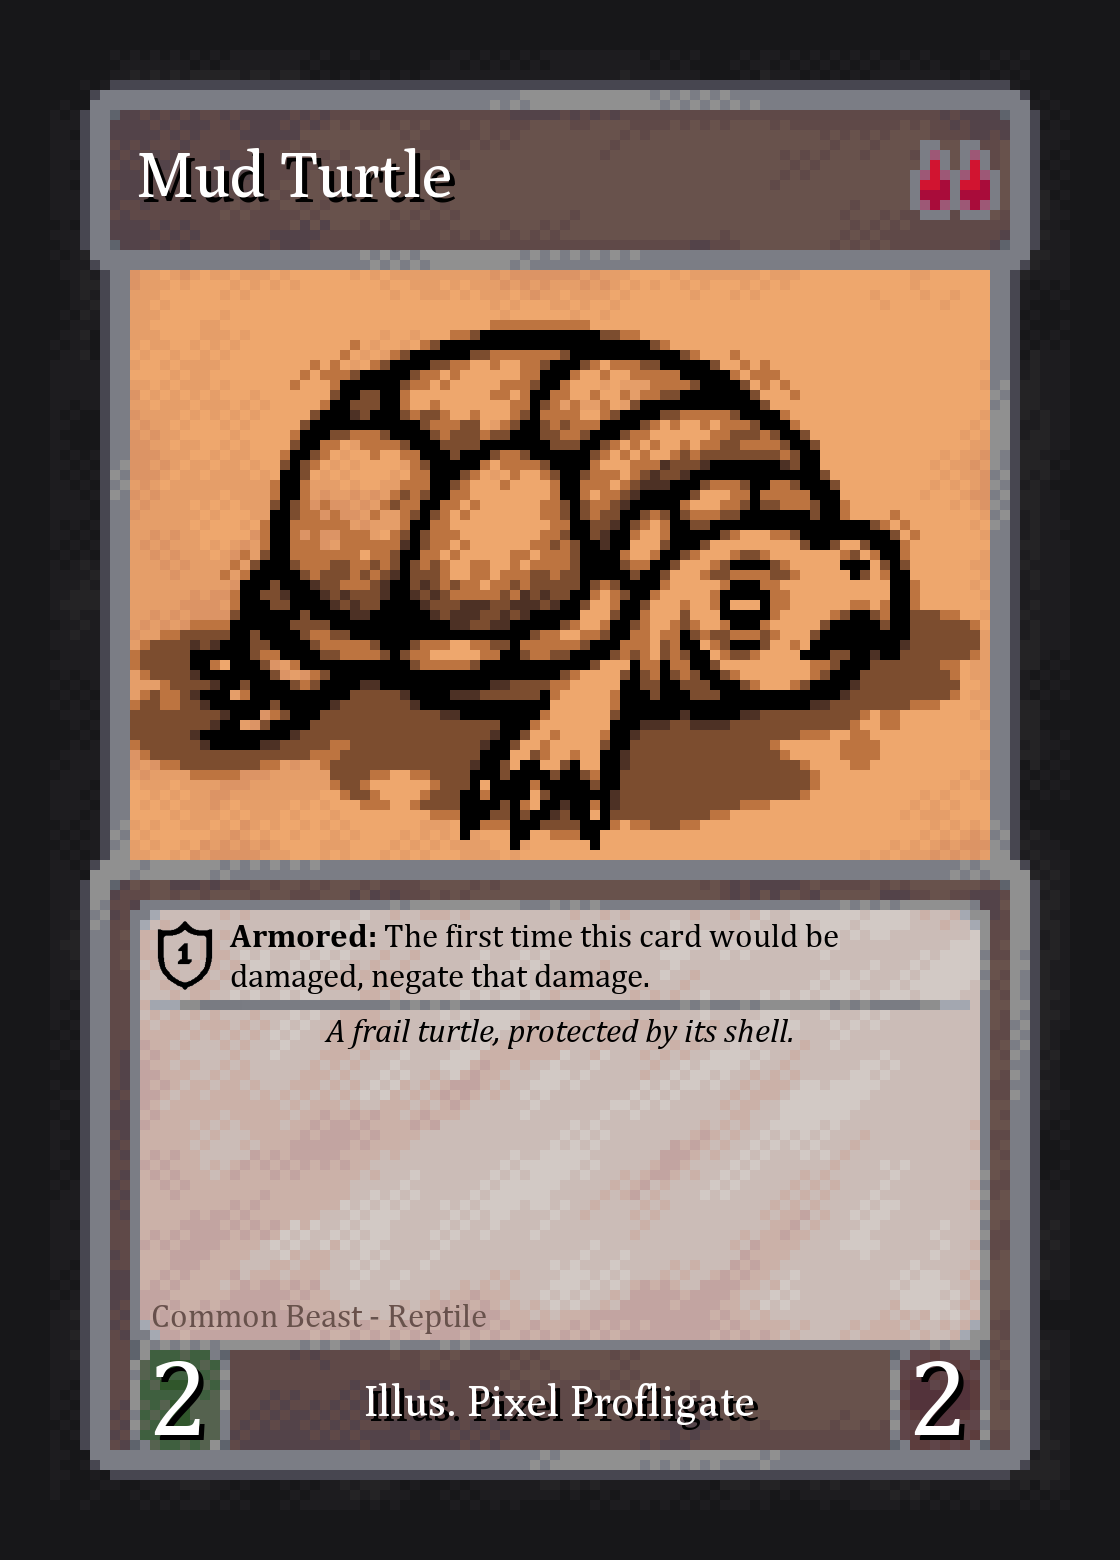 Mud Turtle
1
Armored: The first time this card would be
damaged, negate that damage.
A frail turtle, protected by its shell.
Common Beast - Reptile
2
Illus. Pixel Profligate
2